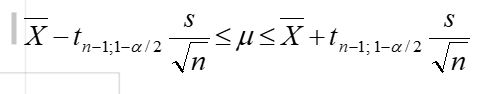 X̅ − t_{n−1;1−α/2} s/√n ≤ μ ≤ X̅ + t_{n−1; 1−α/2} s/√n